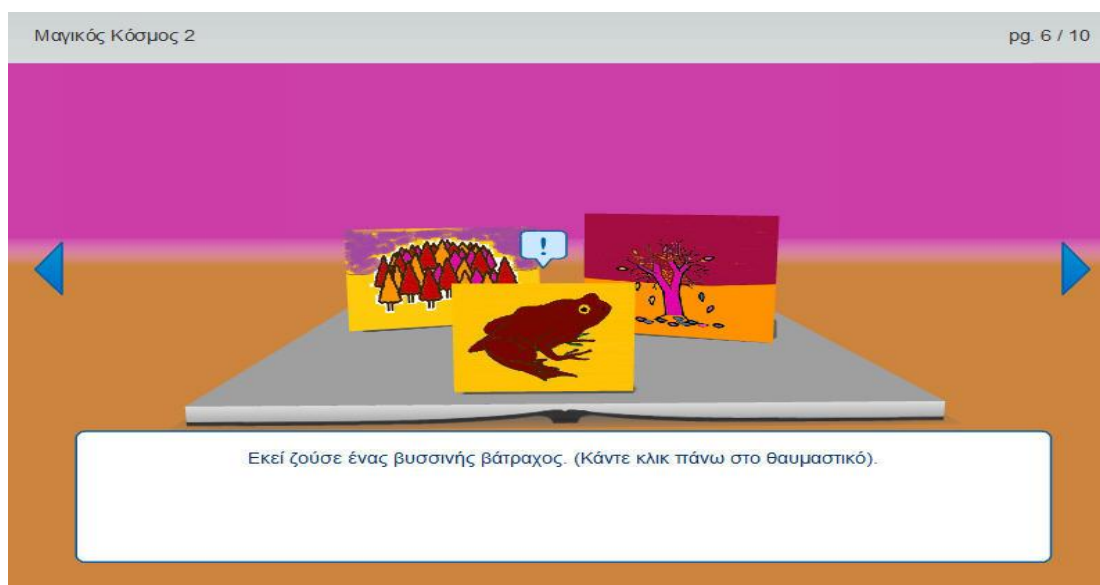 Μαγικός Κόσμος 2
pg. 6 / 10
!
Εκεί ζούσε ένας βυσσινής βάτραχος. (Κάντε κλικ πάνω στο θαυμαστικό).